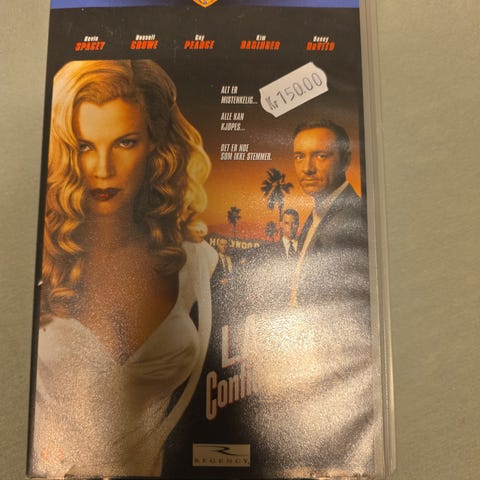 Kevin Russell Guy Kim Danny
SPACEY CROWE PEARCE BASINGER DeVITO
Kr 150.00
ALT ER
MISTENKELIG...
ALLE KAN
KJØPES...
DET ER NOE
SOM IKKE STEMMER.
HOLLYWOOD
REGENCY